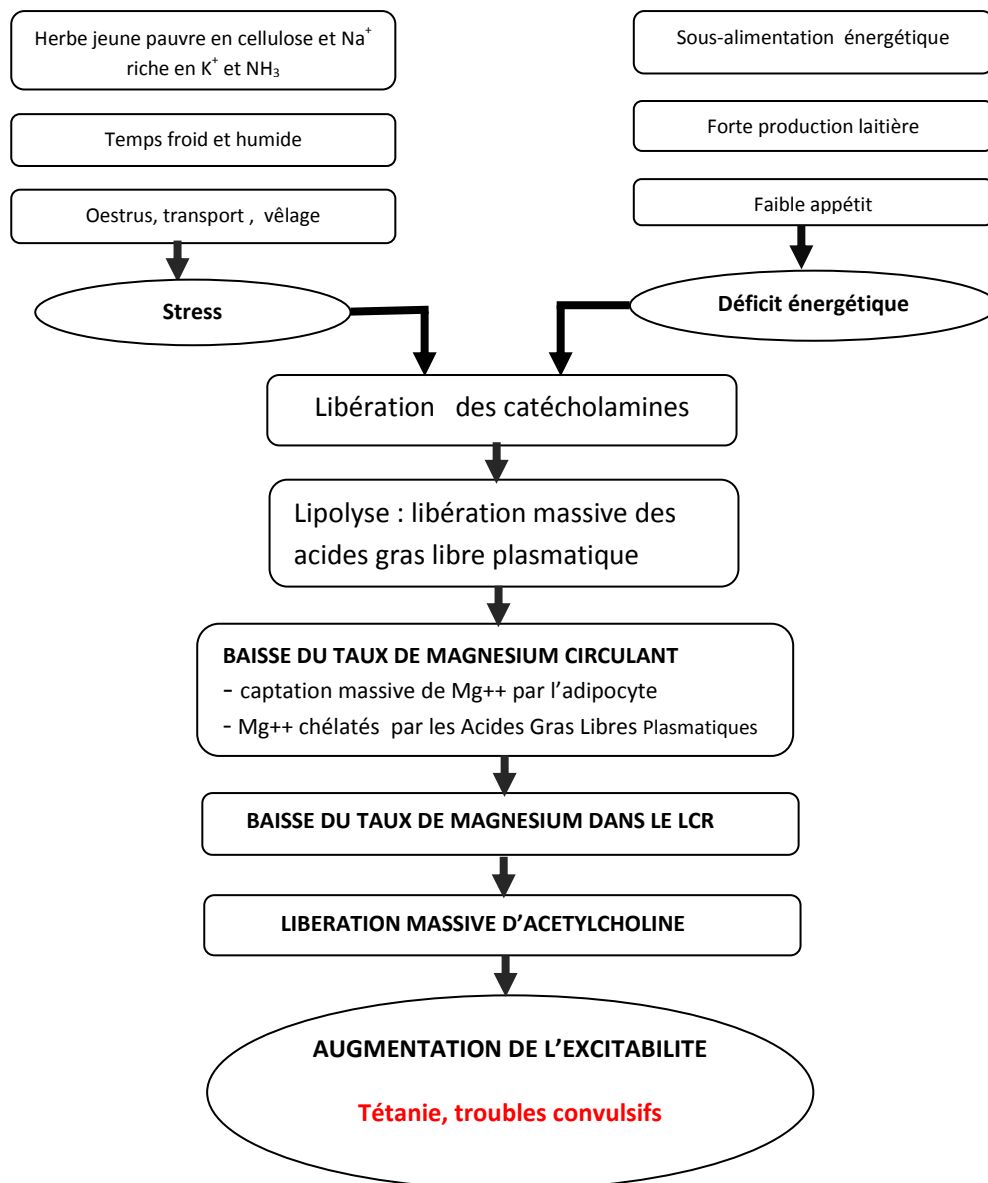 Herbe jeune pauvre en cellulose et Na⁺
riche en K⁺ et NH₃
Temps froid et humide
Oestrus, transport , vêlage
Stress
Sous-alimentation énergétique
Forte production laitière
Faible appétit
Déficit énergétique
Libération des catécholamines
Lipolyse : libération massive des
acides gras libre plasmatique
BAISSE DU TAUX DE MAGNESIUM CIRCULANT
- captation massive de Mg++ par l’adipocyte
- Mg++ chélatés par les Acides Gras Libres Plasmatiques
BAISSE DU TAUX DE MAGNESIUM DANS LE LCR
LIBERATION MASSIVE D’ACETYLCHOLINE
AUGMENTATION DE L’EXCITABILITE
Tétanie, troubles convulsifs